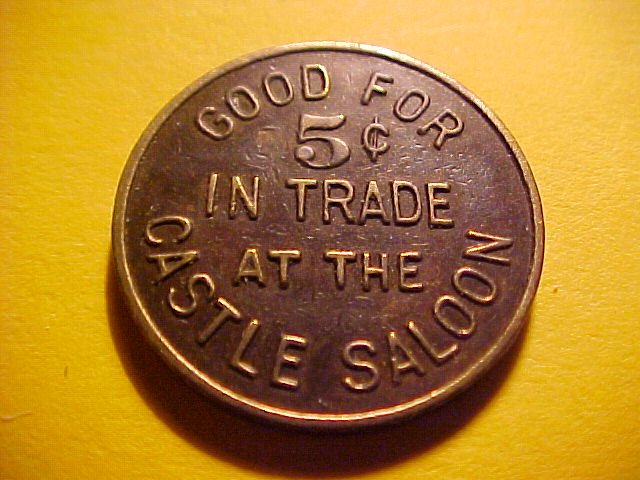 GOOD FOR
5¢
IN TRADE
AT THE
CASTLE SALOON